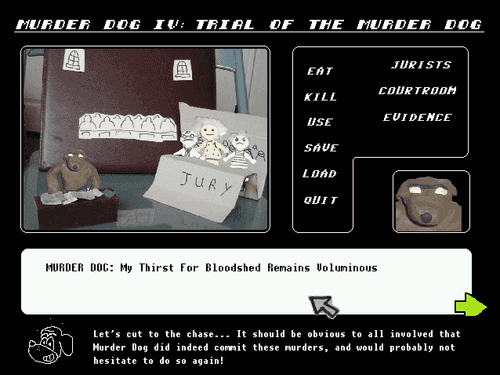 MURDER DOG IV: TRIAL OF THE MURDER DOG
EAT
KILL
USE
SAVE
LOAD
QUIT
JURISTS
COURTROOM
EVIDENCE
JURY
MURDER DOG: My Thirst For Bloodshed Remains Voluminous
Let's cut to the chase... It should be obvious to all involved that
Murder Dog did indeed commit these murders, and would probably not
hesitate to do so again!